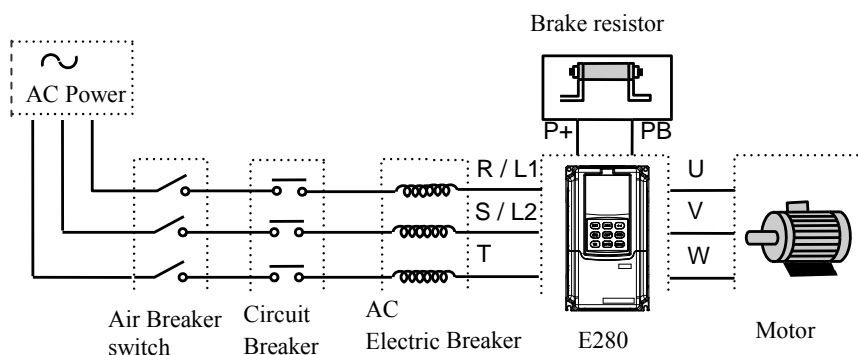 Brake resistor
AC Power
P+ PB
R / L1 U
S / L2 V
T W
Air Breaker
switch
Circuit
Breaker
AC
Electric Breaker
E280
Motor